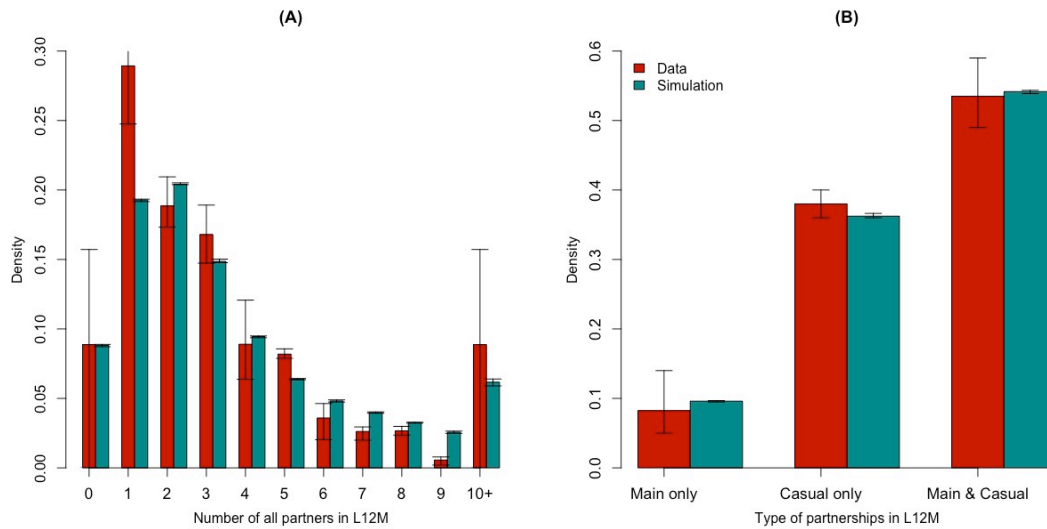 (A)
Density
0.30
0.25
0.20
0.15
0.10
0.05
0.00
0 1 2 3 4 5 6 7 8 9 10+
Number of all partners in L12M
(B)
Data
Simulation
Density
0.6
0.5
0.4
0.3
0.2
0.1
0.0
Main only Casual only Main & Casual
Type of partnerships in L12M